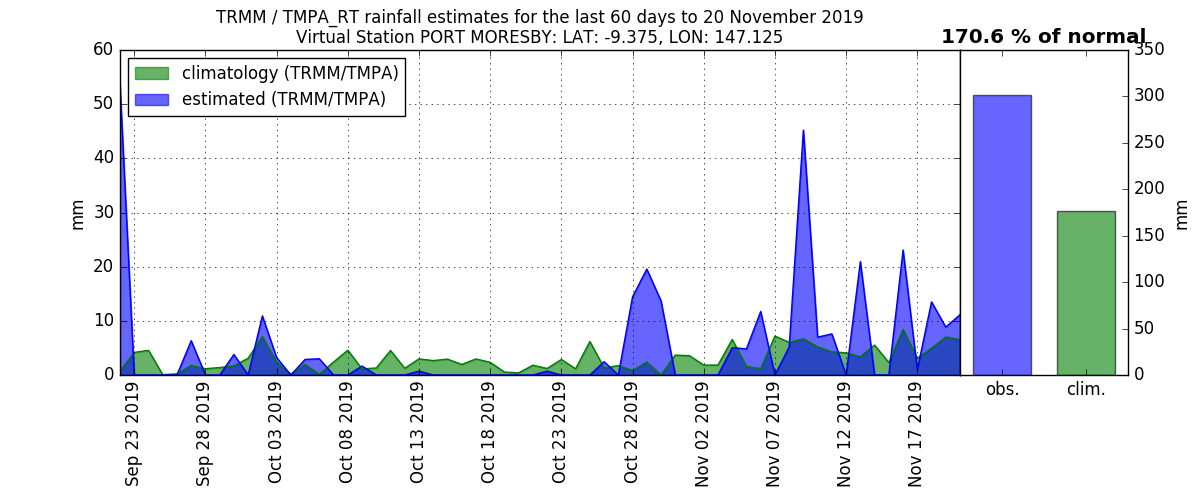 TRMM / TMPA_RT rainfall estimates for the last 60 days to 20 November 2019
Virtual Station PORT MORESBY: LAT: -9.375, LON: 147.125
170.6 % of normal
climatology (TRMM/TMPA)
estimated (TRMM/TMPA)
60
50
40
30
20
10
0
mm
Sep 23 2019
Sep 28 2019
Oct 03 2019
Oct 08 2019
Oct 13 2019
Oct 18 2019
Oct 23 2019
Oct 28 2019
Nov 02 2019
Nov 07 2019
Nov 12 2019
Nov 17 2019
obs.
clim.
350
300
250
200
150
100
50
0
mm